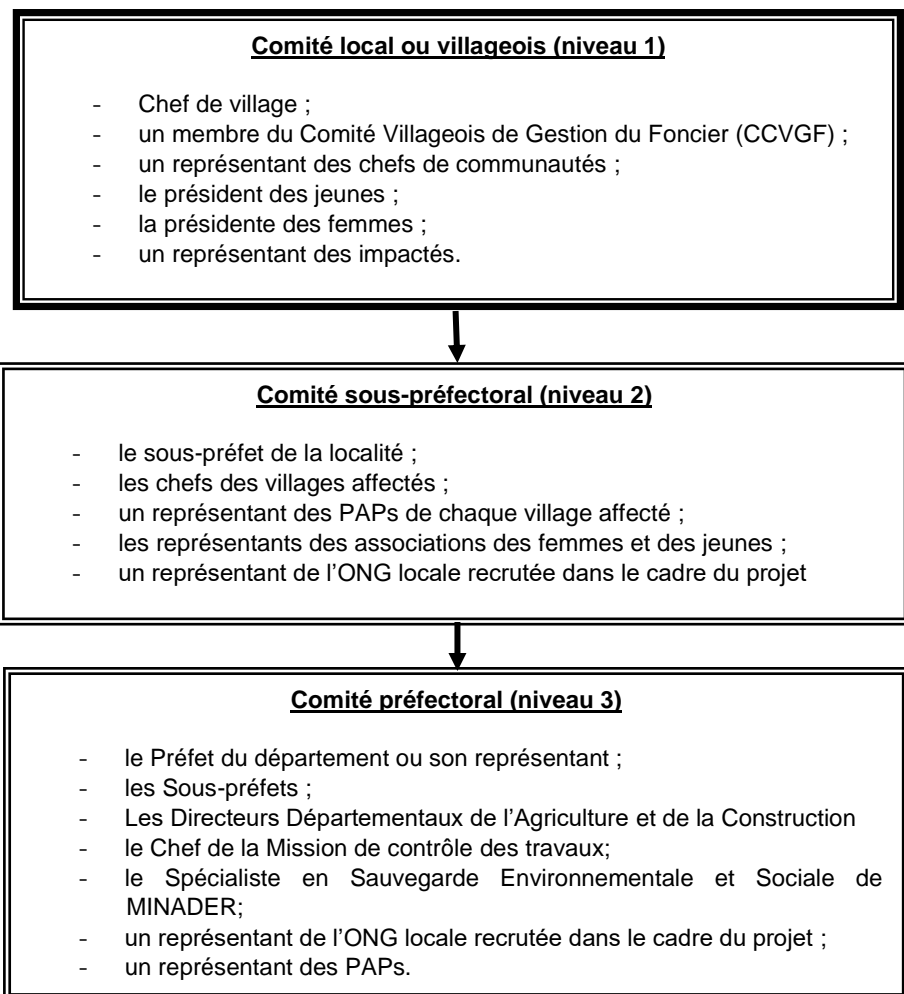 Comité local ou villageois (niveau 1)
- Chef de village ;
- un membre du Comité Villageois de Gestion du Foncier (CCVGF) ;
- un représentant des chefs de communautés ;
- le président des jeunes ;
- la présidente des femmes ;
- un représentant des impactés.
Comité sous-préfectoral (niveau 2)
- le sous-préfet de la localité ;
- les chefs des villages affectés ;
- un représentant des PAPs de chaque village affecté ;
- les représentants des associations des femmes et des jeunes ;
- un représentant de l'ONG locale recrutée dans le cadre du projet
Comité préfectoral (niveau 3)
- le Préfet du département ou son représentant ;
- les Sous-préfets ;
- Les Directeurs Départementaux de l'Agriculture et de la Construction
- le Chef de la Mission de contrôle des travaux;
- le Spécialiste en Sauvegarde Environnementale et Sociale de
MINADER;
- un représentant de l'ONG locale recrutée dans le cadre du projet ;
- un représentant des PAPs.